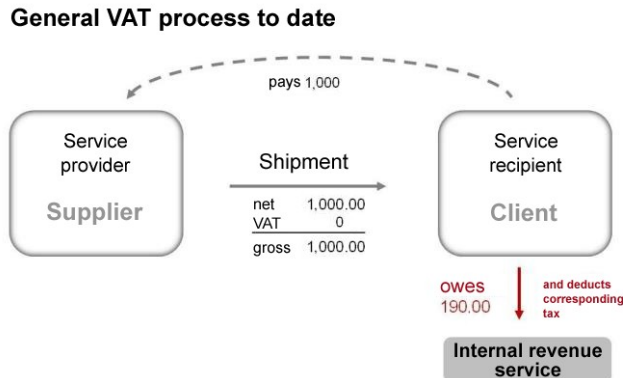 General VAT process to date
pays 1,000
Service
provider
Supplier
Shipment
net 1,000.00
VAT 0
gross 1,000.00
Service
recipient
Client
owes
190.00
and deducts
corresponding
tax
Internal revenue
service